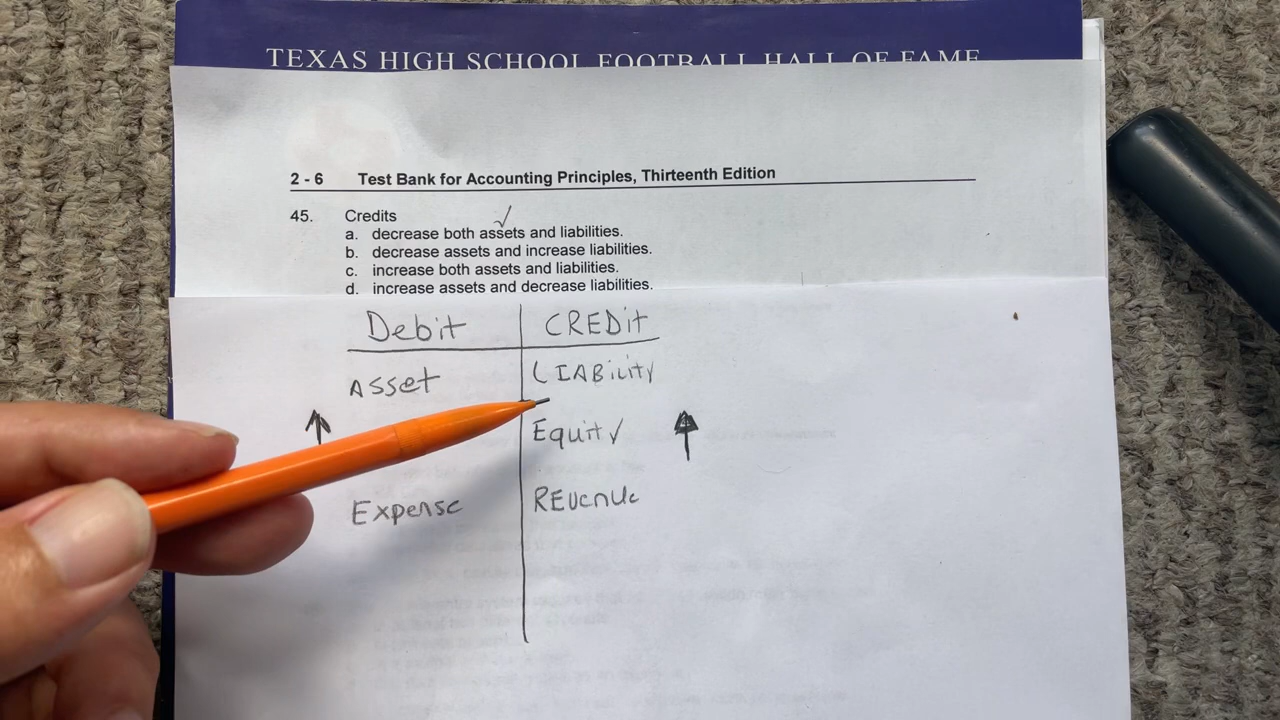 TEXAS HIGH SCHOOL FOOTBALL HALL OF FAME
2 - 6 Test Bank for Accounting Principles, Thirteenth Edition
45. Credits
a. decrease both assets and liabilities.
b. decrease assets and increase liabilities.
c. increase both assets and liabilities.
d. increase assets and decrease liabilities.
Debit CREDit
Asset LIABiLity
Equity
Expense REVenue